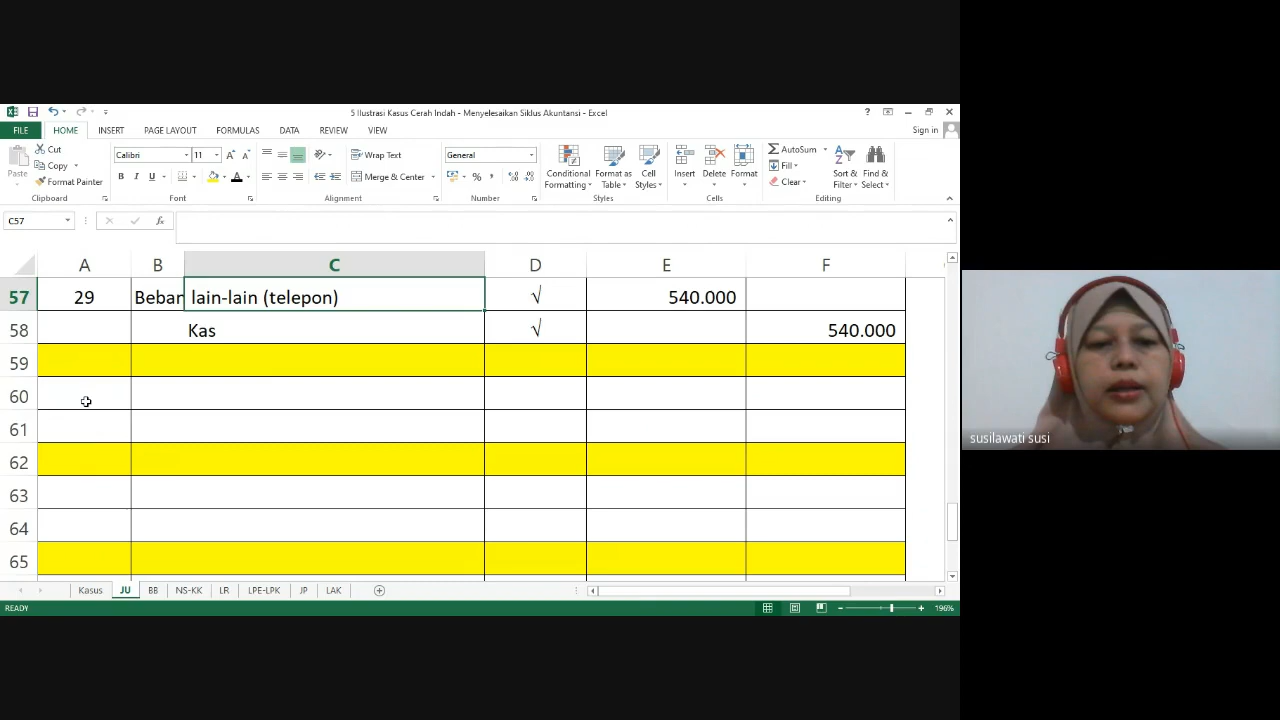 5 Ilustrasi Kasus Cerah Indah - Menyelesaikan Siklus Akuntansi - Excel
FILE HOME INSERT PAGE LAYOUT FORMULAS DATA REVIEW VIEW Sign in
Paste Cut Copy Format Painter Clipboard
Calibri 11 B I U Font
Wrap Text Merge & Center Alignment
General % Number
Conditional Formatting Format as Table Cell Styles Styles
Insert Delete Format Cells
AutoSum Fill Clear Sort & Filter Find & Select Editing
C57 fx
A B C D E F
57 29 Beban lain-lain (telepon) √ 540.000
58 Kas √ 540.000
59
60
61
62
63
64
65
Kasus JU BB NS-KK LR LPE-LPK JP LAK
READY 196%
susilawati susi